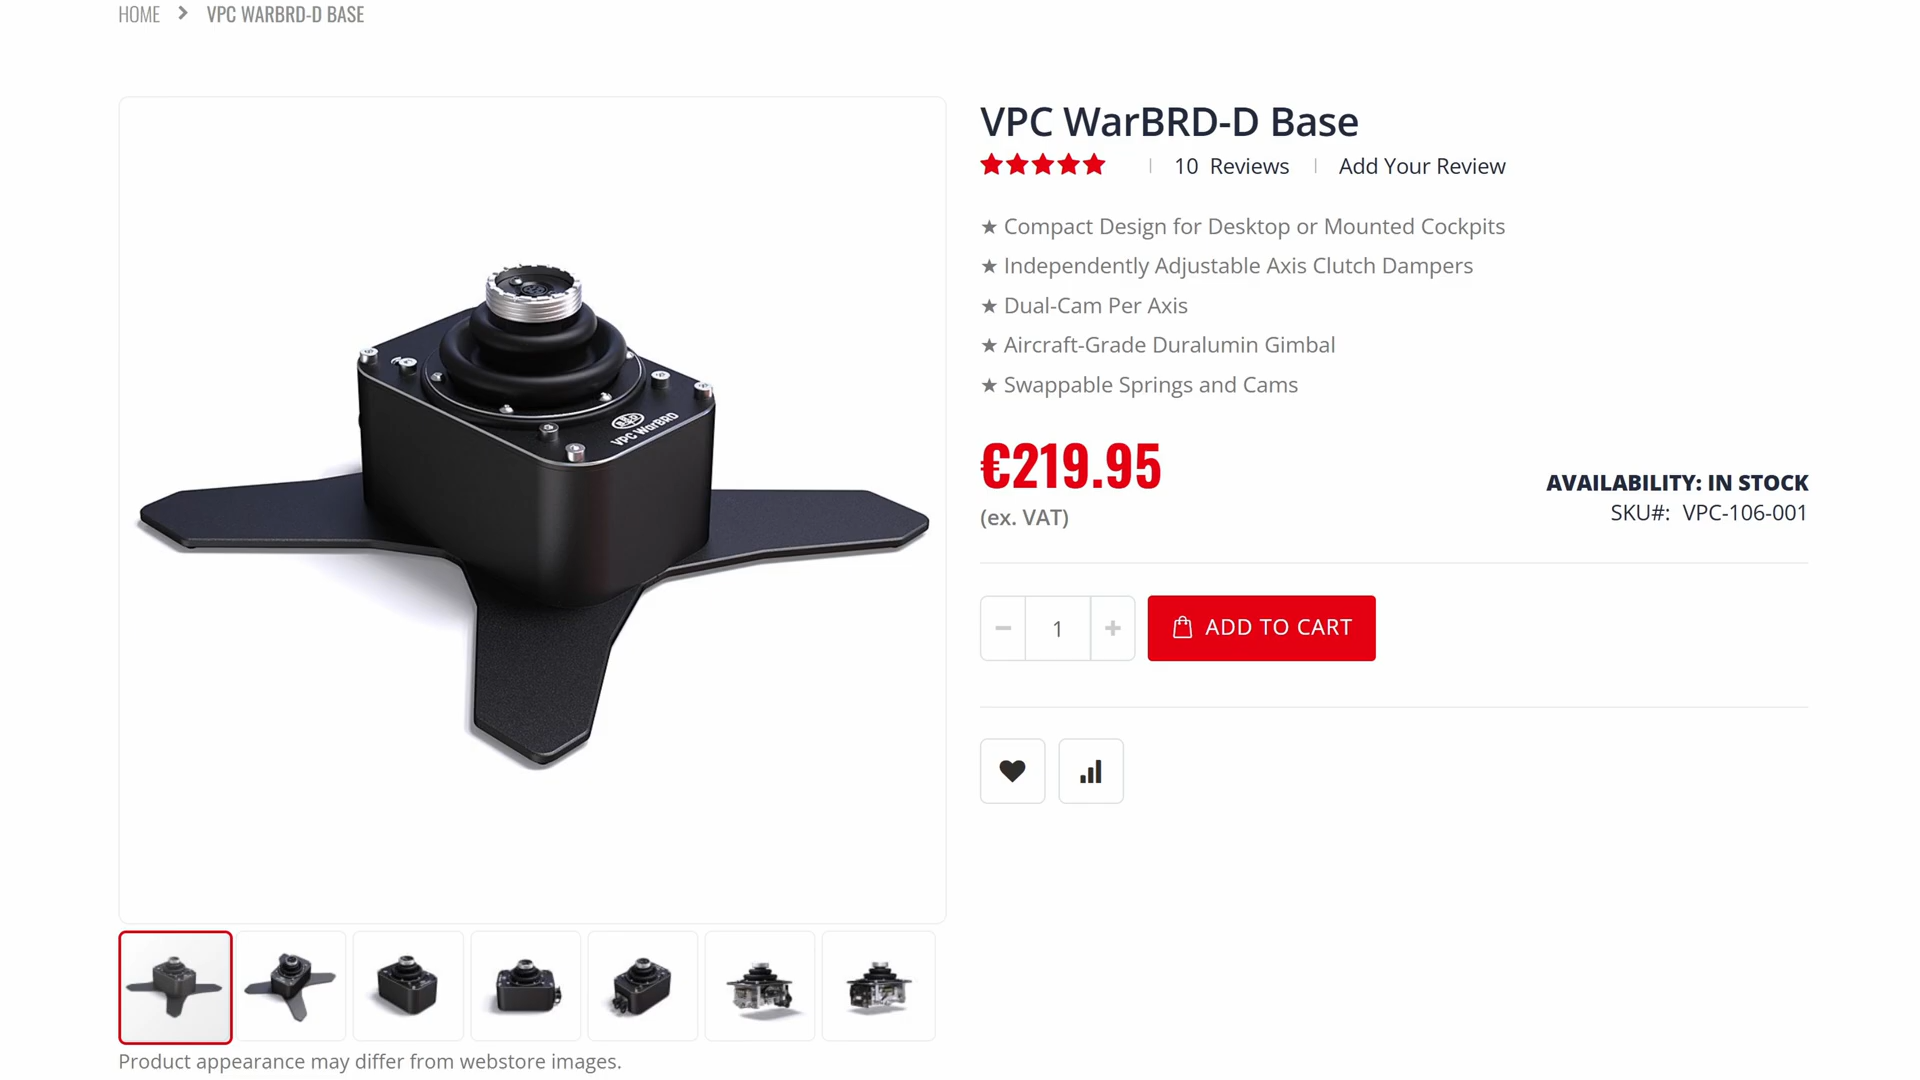 HOME > VPC WARBRD-D BASE
VPC WarBRD-D Base
10 Reviews | Add Your Review
★ Compact Design for Desktop or Mounted Cockpits
★ Independently Adjustable Axis Clutch Dampers
★ Dual-Cam Per Axis
★ Aircraft-Grade Duralumin Gimbal
★ Swappable Springs and Cams
€219.95
(ex. VAT)
AVAILABILITY: IN STOCK
SKU#: VPC-106-001
1
ADD TO CART
VPC WarBRD
Product appearance may differ from webstore images.